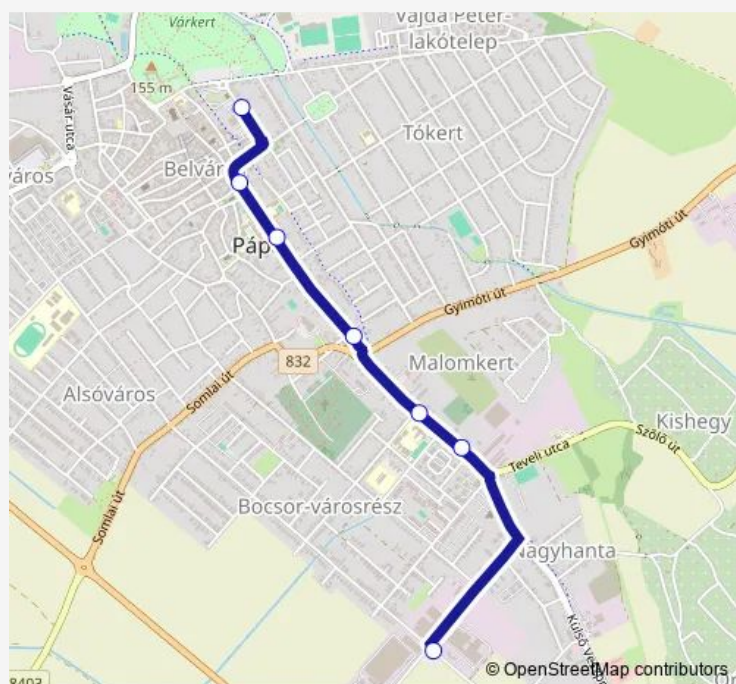 Vajda Péter-
lakótelep
Várkert
155 m
Vásár utca
Tókert
Belvár
város
Gyimóti út
Páp
Gyimóti út
832
Malomkert
Somlai út
Alsóváros
Kishegy
Szőlő út
Teveli utca
Bocsor-városrész
Somlai út
Nagyhanta
Külső Vesz
8403
© OpenStreetMap contributors